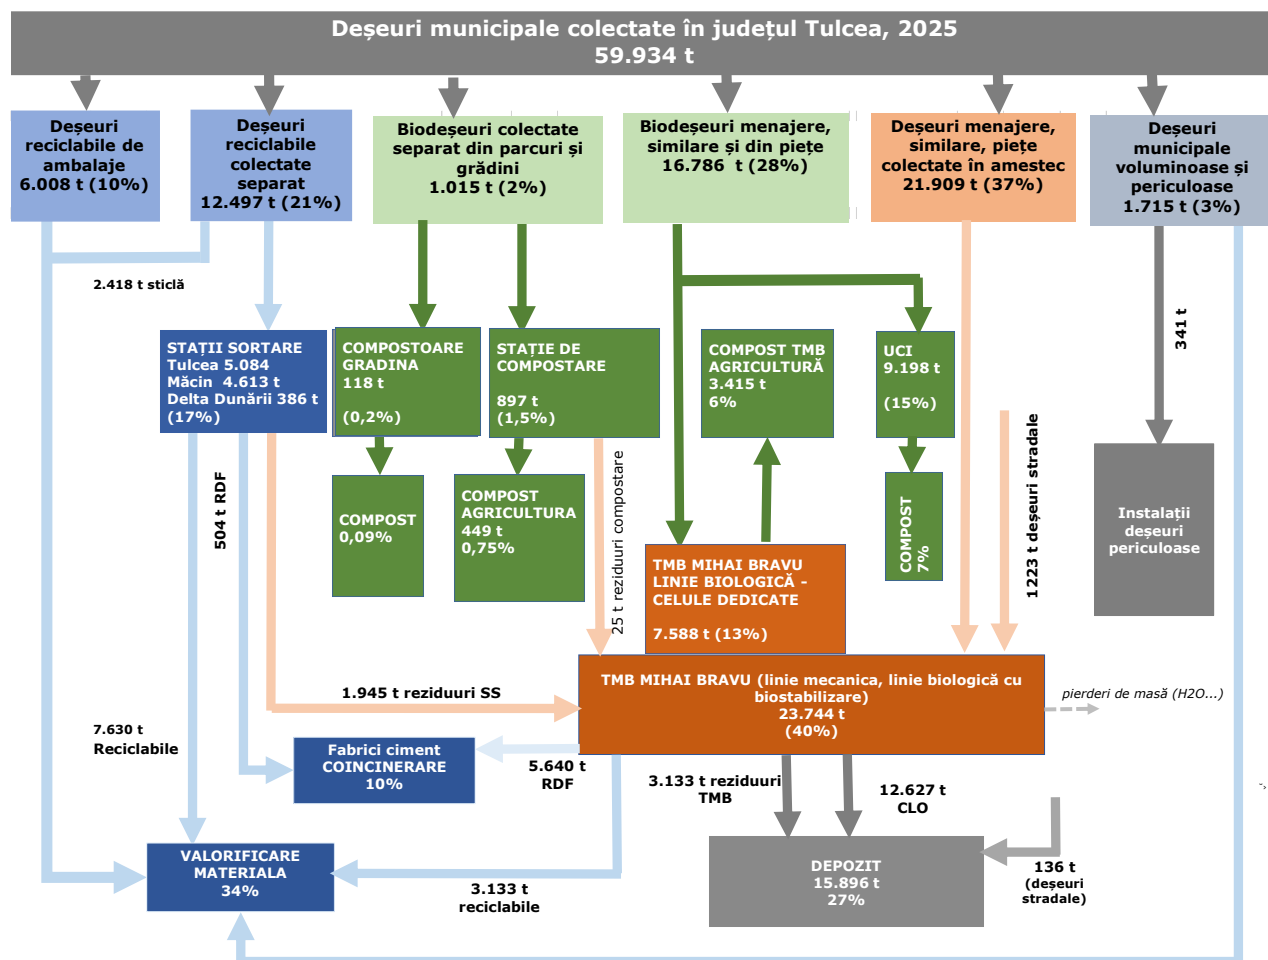 Deșeuri municipale colectate în județul Tulcea, 2025
59.934 t
Deșeuri
reciclabile de
ambalaje
6.008 t (10%)
Deșeuri
reciclabile
colectate
separat
12.497 t (21%)
Biodeșeuri colectate
separat din parcuri și
grădini
1.015 t (2%)
Biodeșeuri menajere,
similare și din piețe
16.786 t (28%)
Deșeuri menajere,
similare, piețe
colectate în amestec
21.909 t (37%)
Deșeuri
municipale
voluminoase și
periculoase
1.715 t (3%)
2.418 t sticlă
341 t
STAȚII SORTARE
Tulcea 5.084
Măcin 4.613 t
Delta Dunării 386 t
(17%)
COMPOSTOARE
GRADINA
118 t
(0,2%)
STAȚIE DE
COMPOSTARE
897 t
(1,5%)
COMPOST TMB
AGRICULTURĂ
3.415 t
6%
UCI
9.198 t
(15%)
504 t RDF
COMPOST
0,09%
COMPOST
AGRICULTURA
449 t
0,75%
25 t reziduuri compostare
COMPOST
7%
1223 t deșeuri stradale
Instalații
deșeuri
periculoase
TMB MIHAI BRAVU
LINIE BIOLOGICĂ -
CELULE DEDICATE
7.588 t (13%)
TMB MIHAI BRAVU (linie mecanica, linie biologică cu
biostabilizare)
23.744 t
(40%)
pierderi de masă (H2O...)
1.945 t reziduuri SS
7.630 t
Reciclabile
Fabrici ciment
COINCINERARE
10%
5.640 t
RDF
3.133 t reziduuri
TMB
12.627 t
CLO
VALORIFICARE
MATERIALA
34%
3.133 t
reciclabile
DEPOZIT
15.896 t
27%
136 t
(deșeuri
stradale)